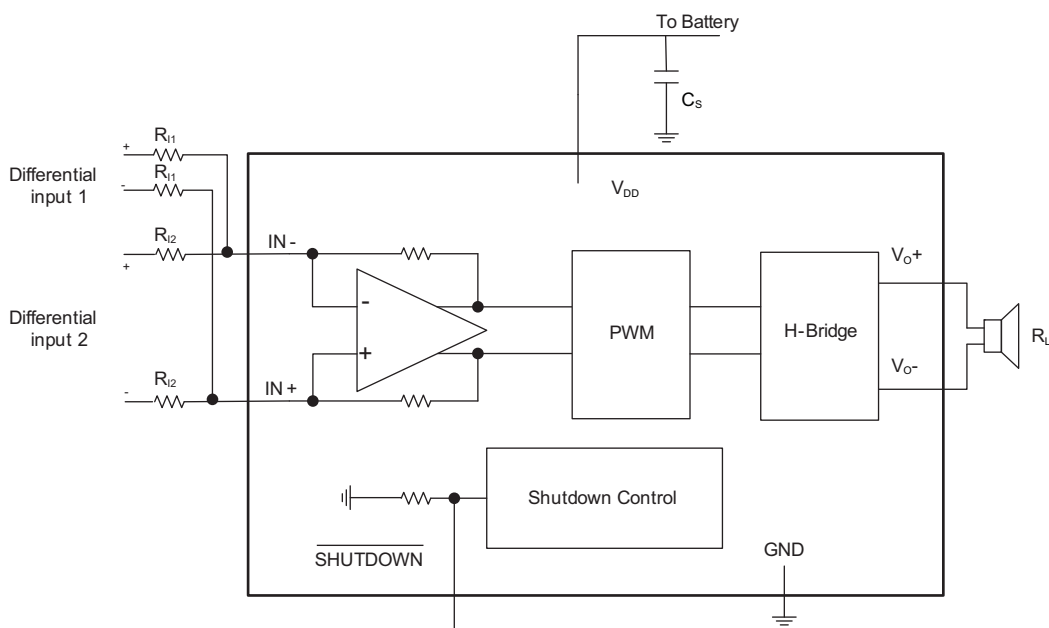 To Battery
C_S
+ R_I1
Differential
input 1
- R_I1
V_DD
R_I2
+
IN -
V_O+
-
Differential
input 2
PWM
H-Bridge
R_L
+
V_O-
R_I2
-
IN +
Shutdown Control
SHUTDOWN
GND